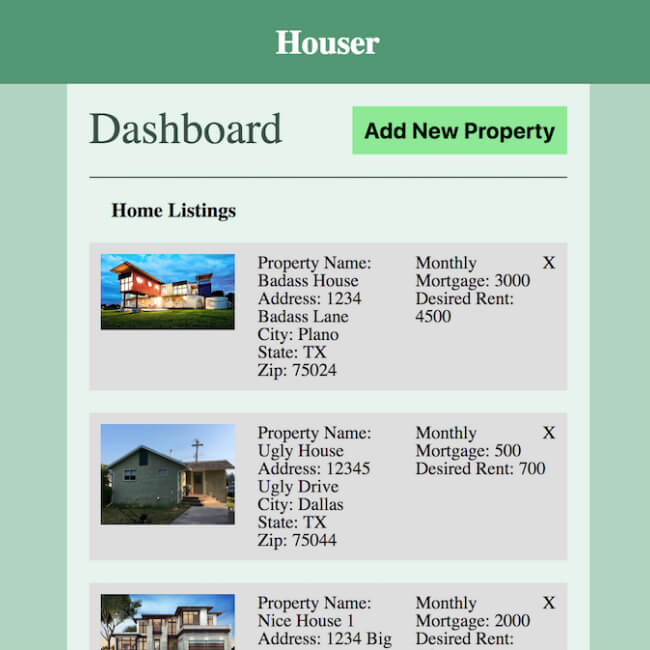 Houser
Dashboard
Add New Property
Home Listings
Property Name:
Badass House
Address: 1234
Badass Lane
City: Plano
State: TX
Zip: 75024
Monthly
Mortgage: 3000
Desired Rent:
4500
X
Property Name:
Ugly House
Address: 12345
Ugly Drive
City: Dallas
State: TX
Zip: 75044
Monthly
Mortgage: 500
Desired Rent: 700
X
Property Name:
Nice House 1
Address: 1234 Big
Monthly
Mortgage: 2000
Desired Rent:
X